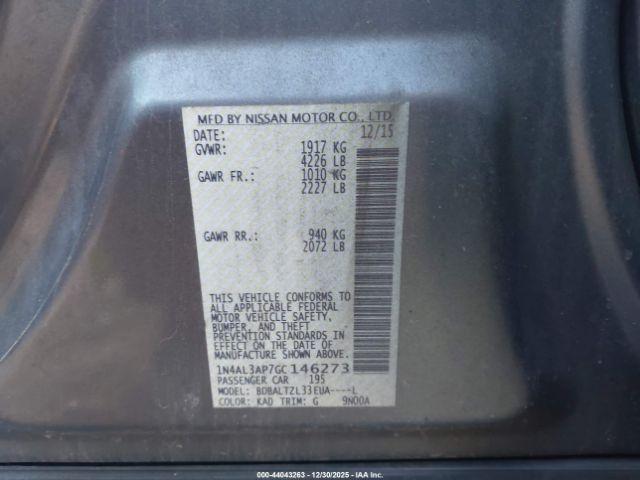 MFD BY NISSAN MOTOR CO., LTD.
DATE: 12/15
GVWR: 1917 KG
4226 LB
GAWR FR.: 1010 KG
2227 LB
GAWR RR.: 940 KG
2072 LB
THIS VEHICLE CONFORMS TO
ALL APPLICABLE FEDERAL
MOTOR VEHICLE SAFETY,
BUMPER, AND THEFT
PREVENTION STANDARDS IN
EFFECT ON THE DATE OF
MANUFACTURE SHOWN ABOVE.
1N4AL3AP7GC146273
PASSENGER CAR 195
MODEL: BDBALTZL33EUA----L
COLOR: KAD TRIM: G 9N00A
000-44043263 - 12/30/2025 - IAA Inc.